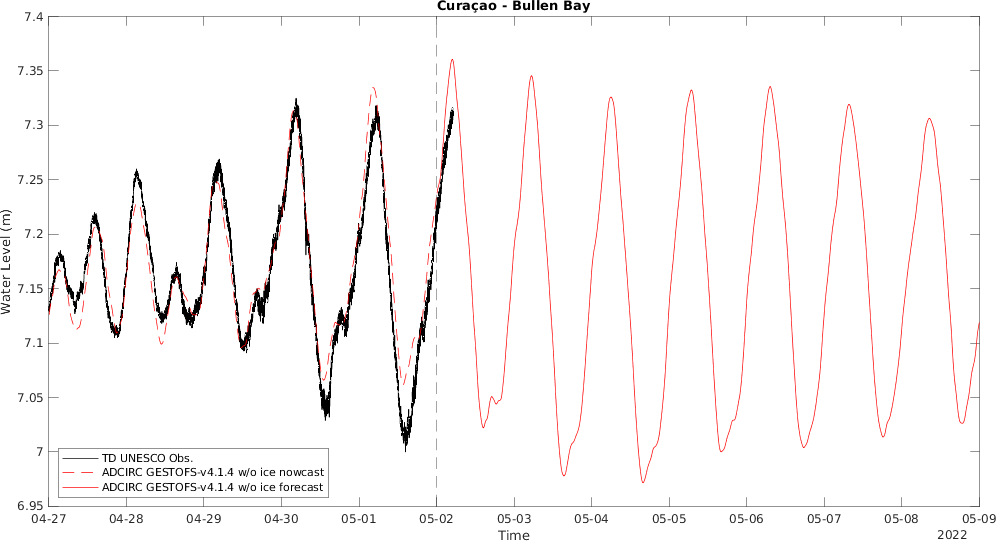 Curaçao - Bullen Bay
7.4
7.35
7.3
7.25
7.2
7.15
7.1
7.05
7
6.95
Water Level (m)
TD UNESCO Obs.
ADCIRC GESTOFS-v4.1.4 w/o ice nowcast
ADCIRC GESTOFS-v4.1.4 w/o ice forecast
04-27 04-28 04-29 04-30 05-01 05-02 05-03 05-04 05-05 05-06 05-07 05-08 05-09
Time
2022